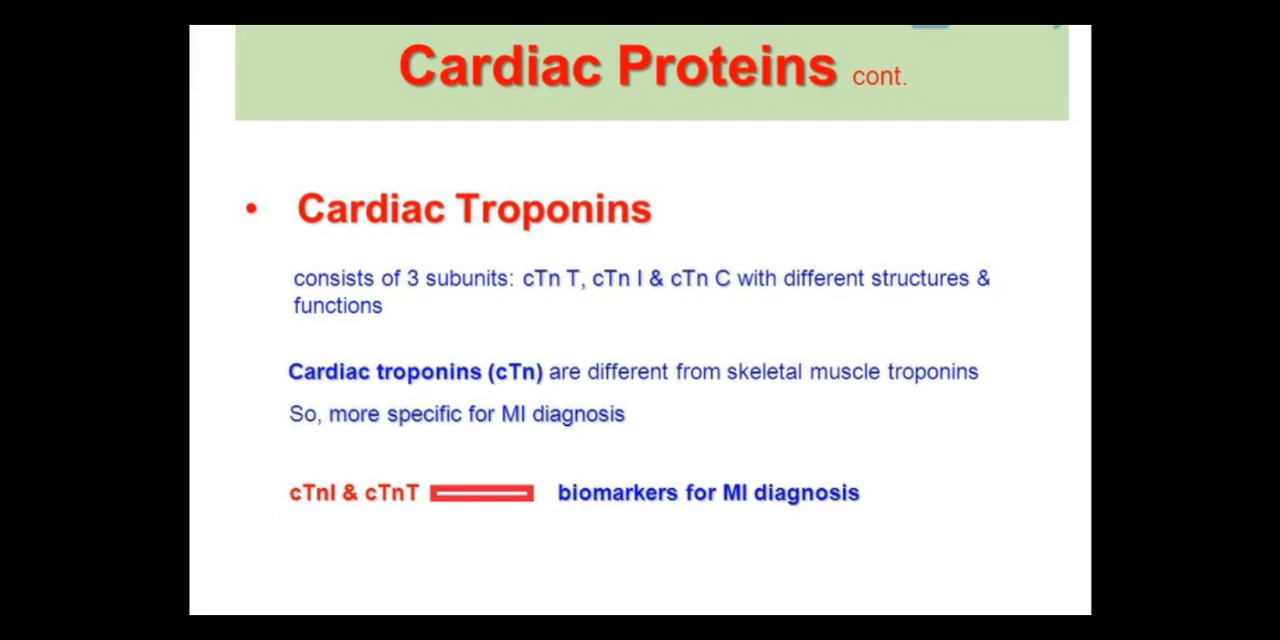 Cardiac Proteins cont.
• Cardiac Troponins
consists of 3 subunits: cTn T, cTn I & cTn C with different structures &
functions
Cardiac troponins (cTn) are different from skeletal muscle troponins
So, more specific for MI diagnosis
cTnI & cTnT biomarkers for MI diagnosis